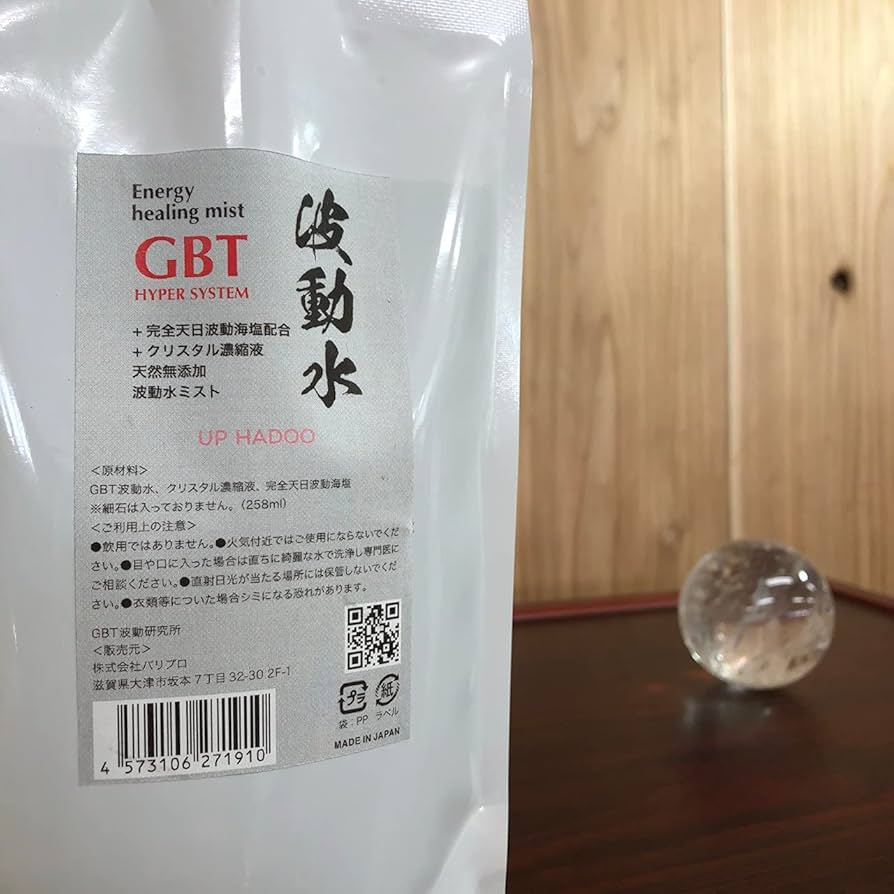 Energy
healing mist
GBT
HYPER SYSTEM
波動水
+ 完全天日波動海塩配合
+ クリスタル濃縮液
天然無添加
波動水ミスト
UP HADOO
＜原材料＞
GBT波動水、クリスタル濃縮液、完全天日波動海塩
※細石は入っておりません。（258ml）
＜ご利用上の注意＞
●飲用ではありません。●火気付近ではご使用にならないでくだ
さい。●目や口に入った場合は直ちに綺麗な水で洗浄し専門医に
ご相談ください。●直射日光が当たる場所には保管しないでくだ
さい。●衣類等についた場合シミになる恐れがあります。
GBT波動研究所
＜販売元＞
株式会社バリプロ
滋賀県大津市坂本7丁目32-30 2F-1
プラ
紙
袋：PP
ラベル
4 573106 271910
MADE IN JAPAN